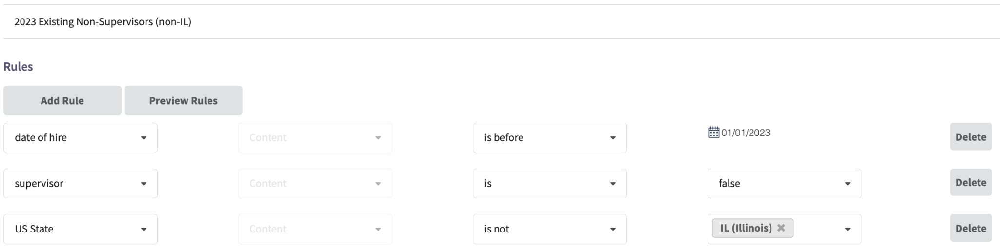 2023 Existing Non-Supervisors (non-IL)
Rules
Add Rule Preview Rules
date of hire Content is before 01/01/2023 Delete
supervisor Content is false Delete
US State Content is not IL (Illinois) Delete